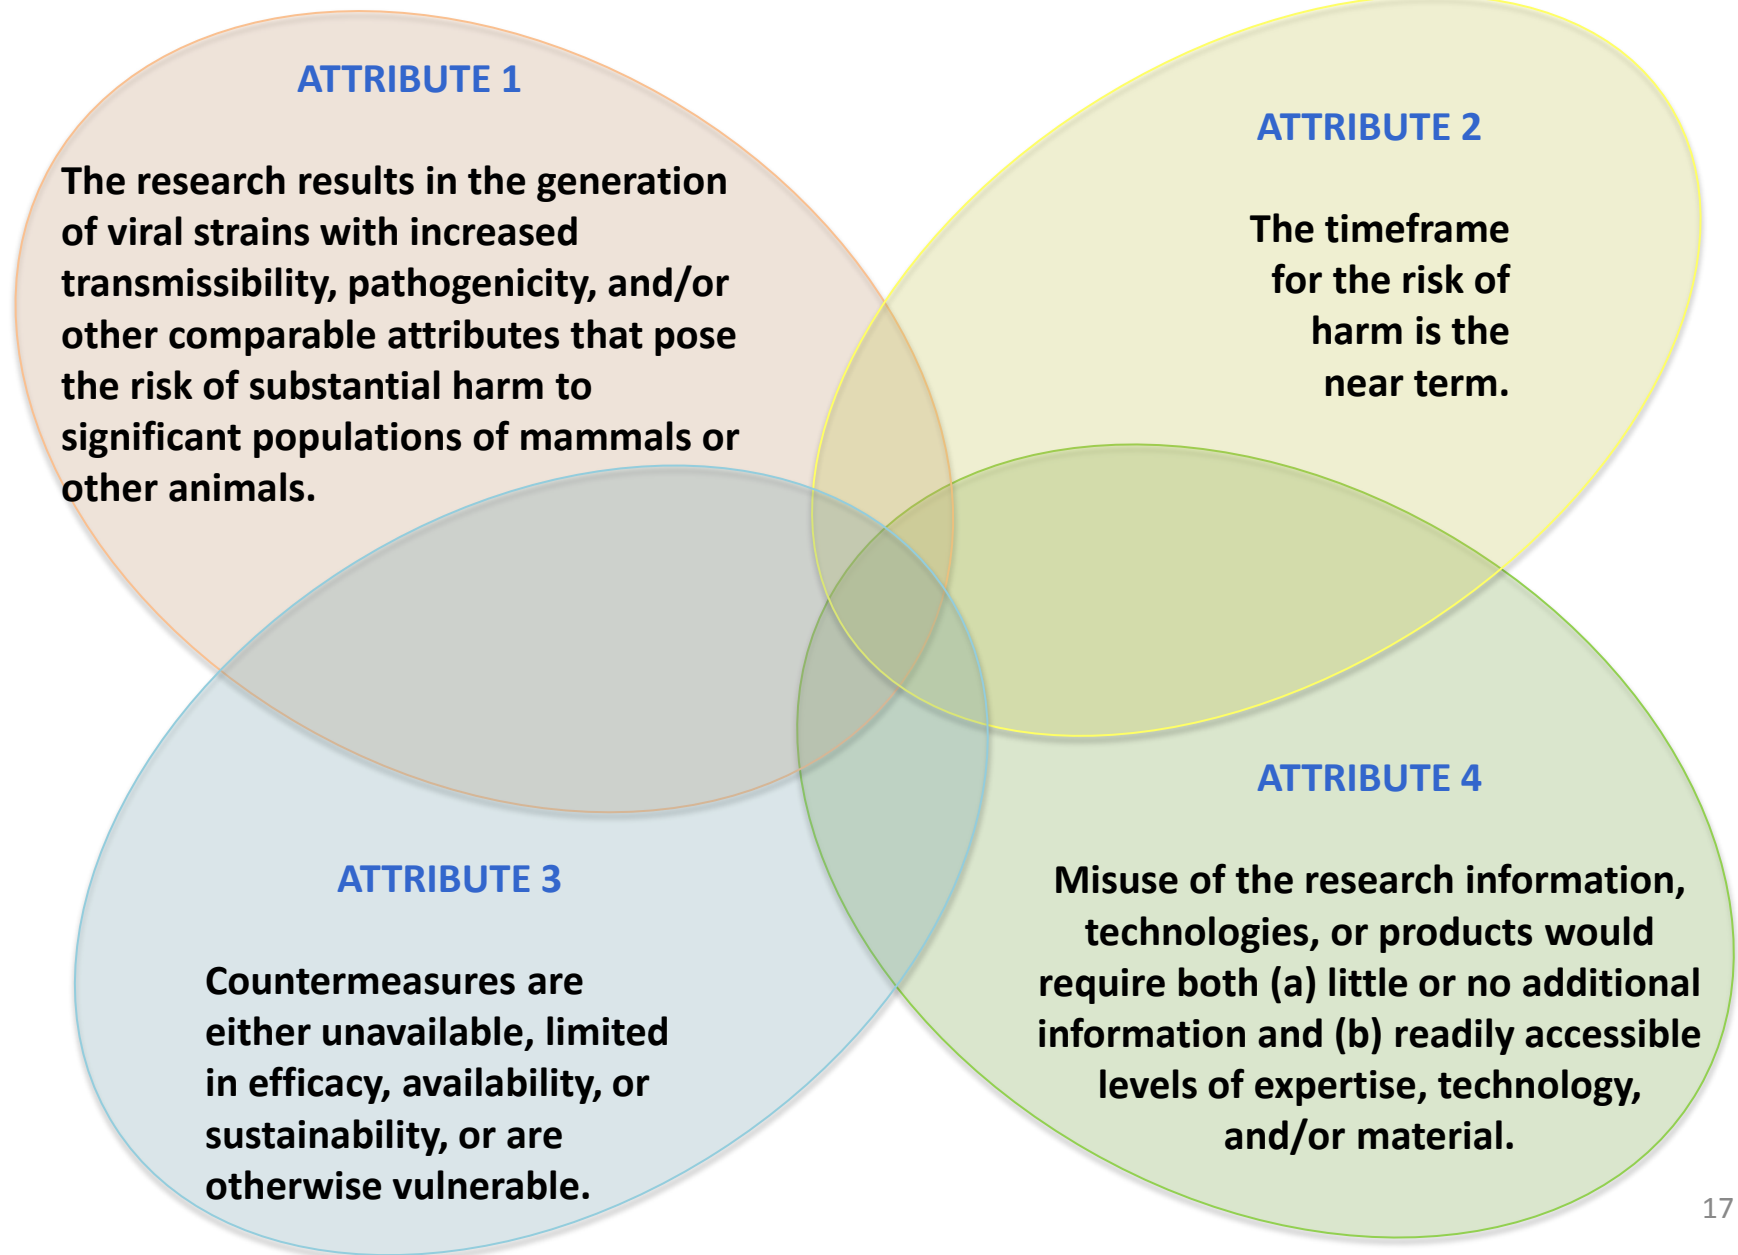 ATTRIBUTE 1
The research results in the generation
of viral strains with increased
transmissibility, pathogenicity, and/or
other comparable attributes that pose
the risk of substantial harm to
significant populations of mammals or
other animals.
ATTRIBUTE 2
The timeframe
for the risk of
harm is the
near term.
ATTRIBUTE 3
Countermeasures are
either unavailable, limited
in efficacy, availability, or
sustainability, or are
otherwise vulnerable.
ATTRIBUTE 4
Misuse of the research information,
technologies, or products would
require both (a) little or no additional
information and (b) readily accessible
levels of expertise, technology,
and/or material.
17